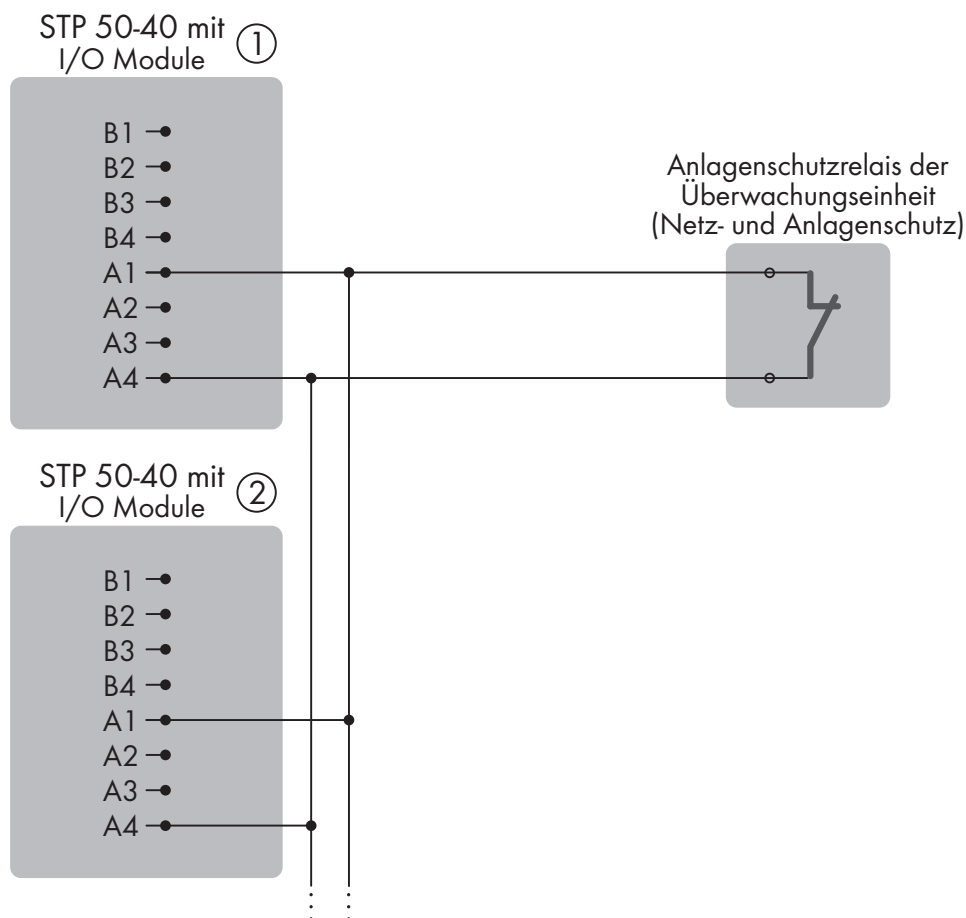 STP 50-40 mit
I/O Module
1
B1
B2
B3
B4
A1
A2
A3
A4
Anlagenschutzrelais der
Überwachungseinheit
(Netz- und Anlagenschutz)
STP 50-40 mit
I/O Module
2
B1
B2
B3
B4
A1
A2
A3
A4